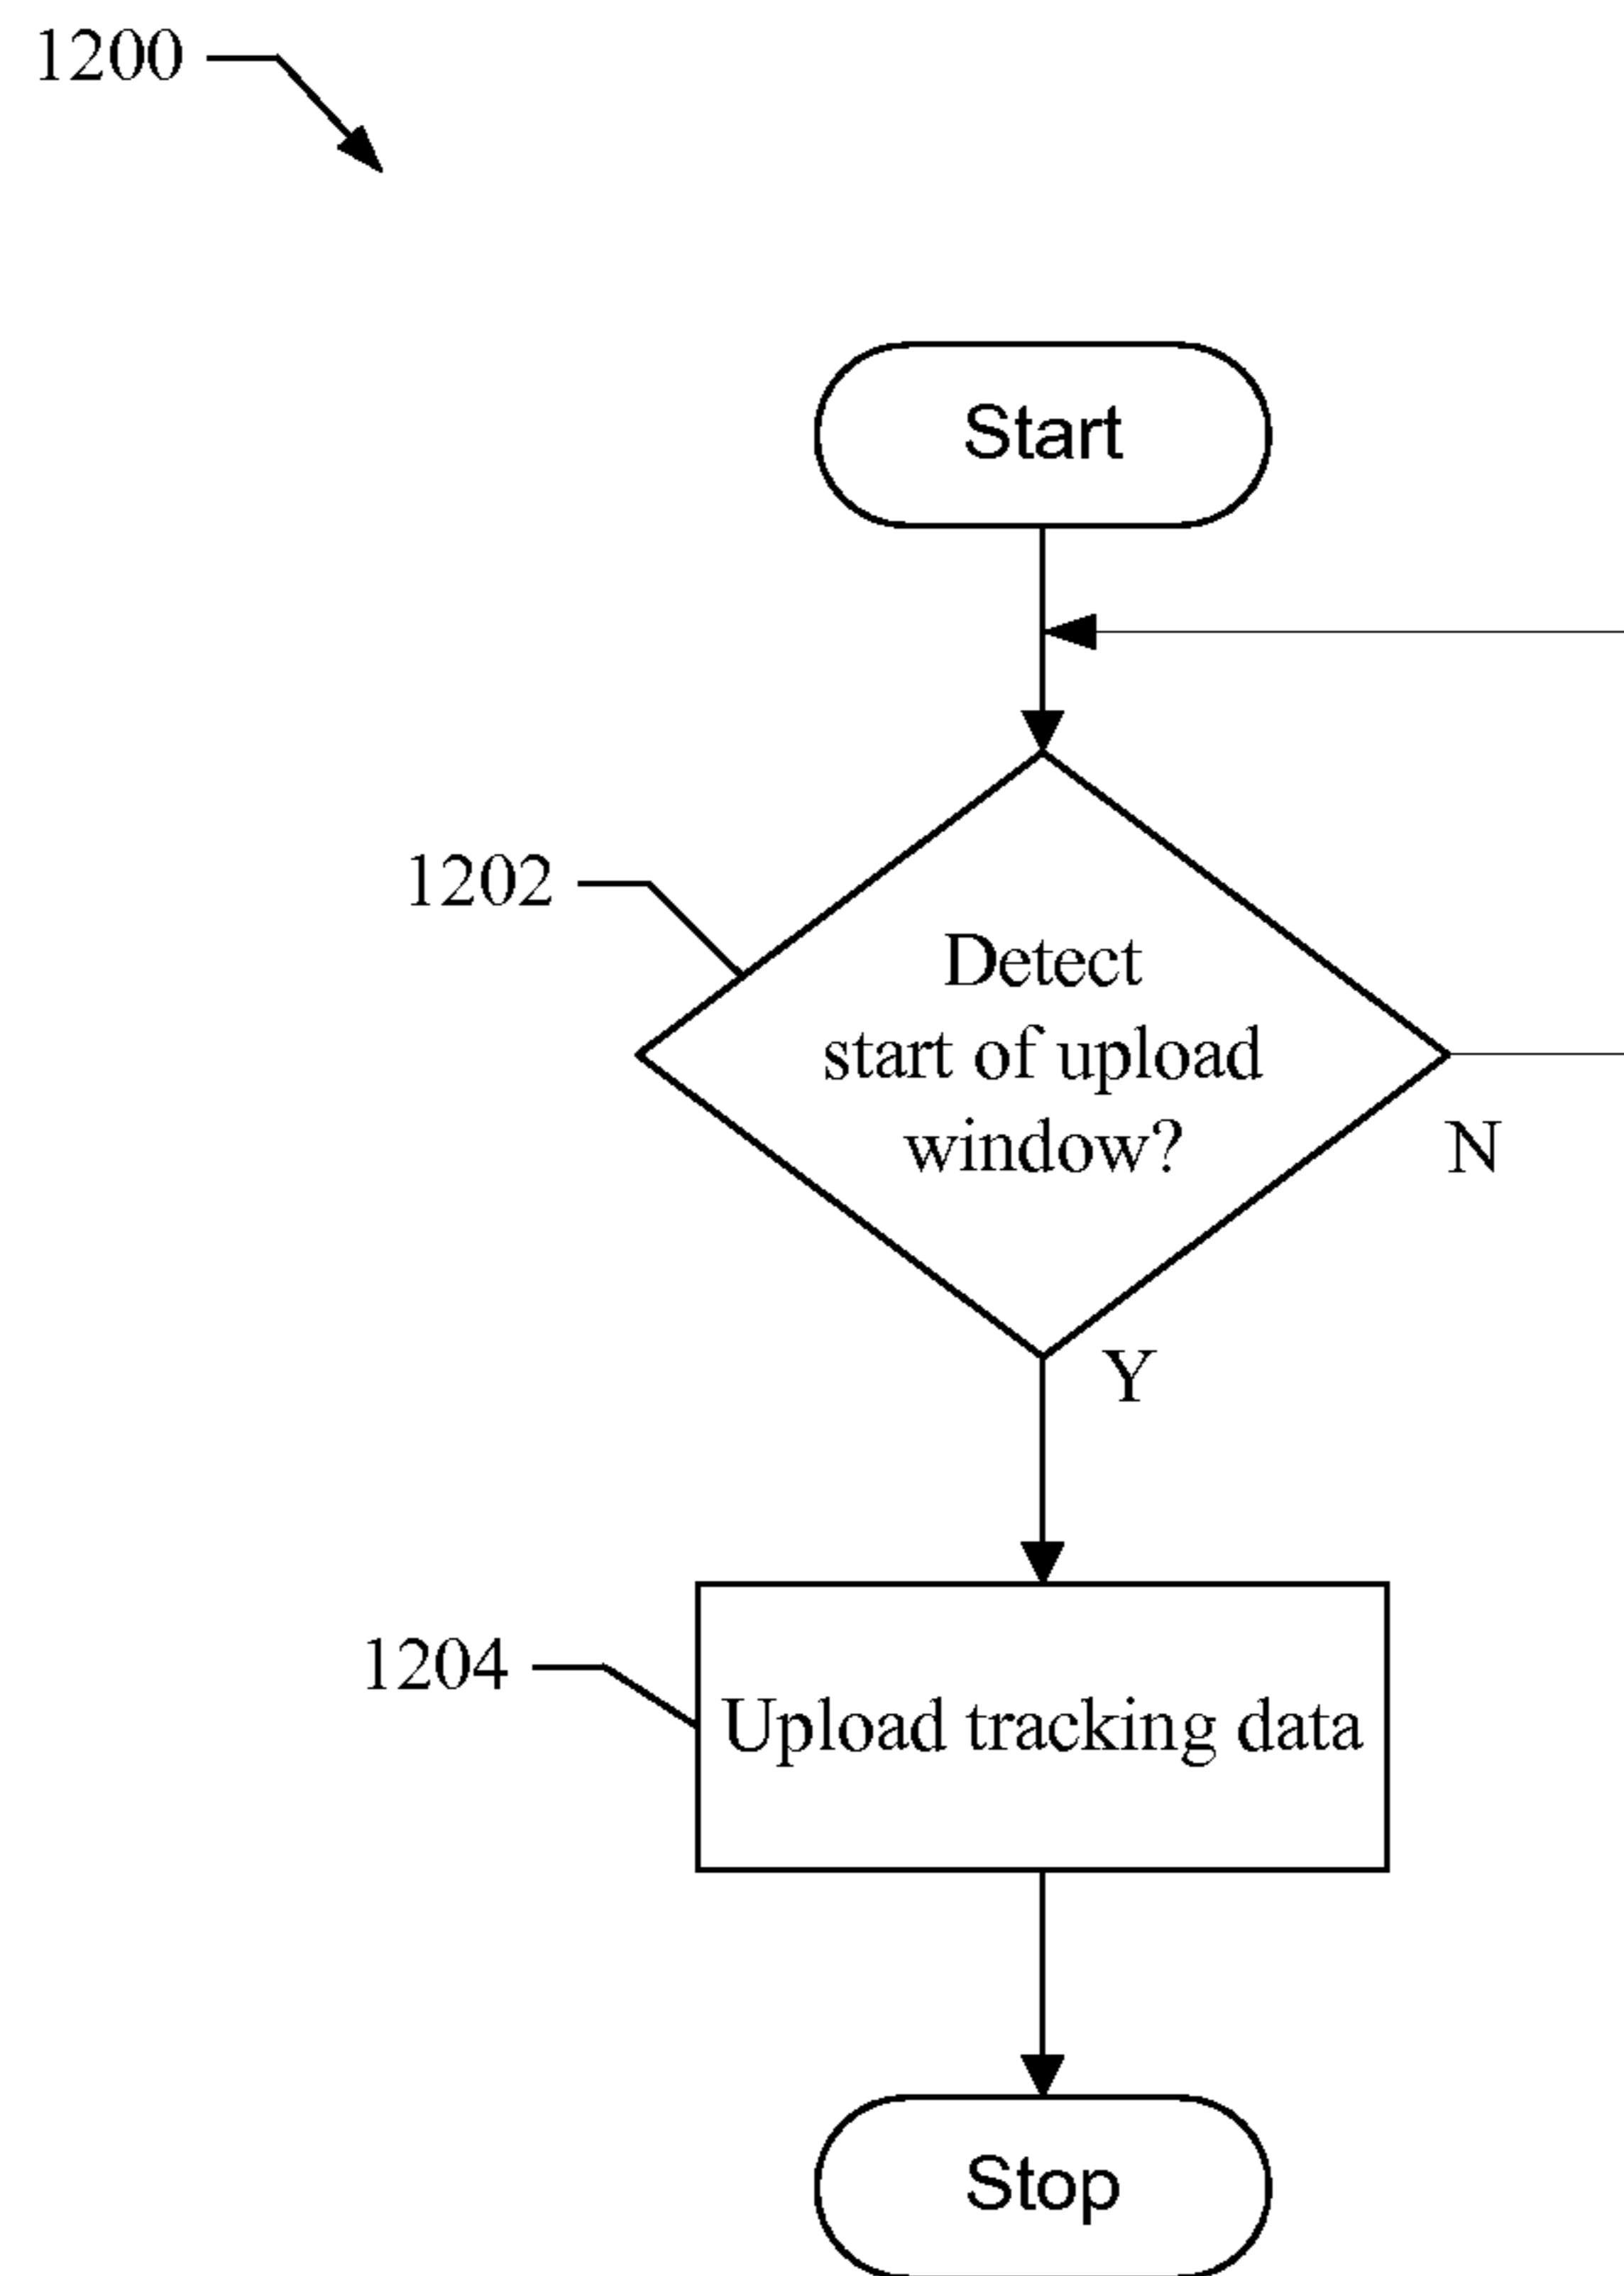 1200
Start
1202
Detect
start of upload
window?
N
Y
1204
Upload tracking data
Stop